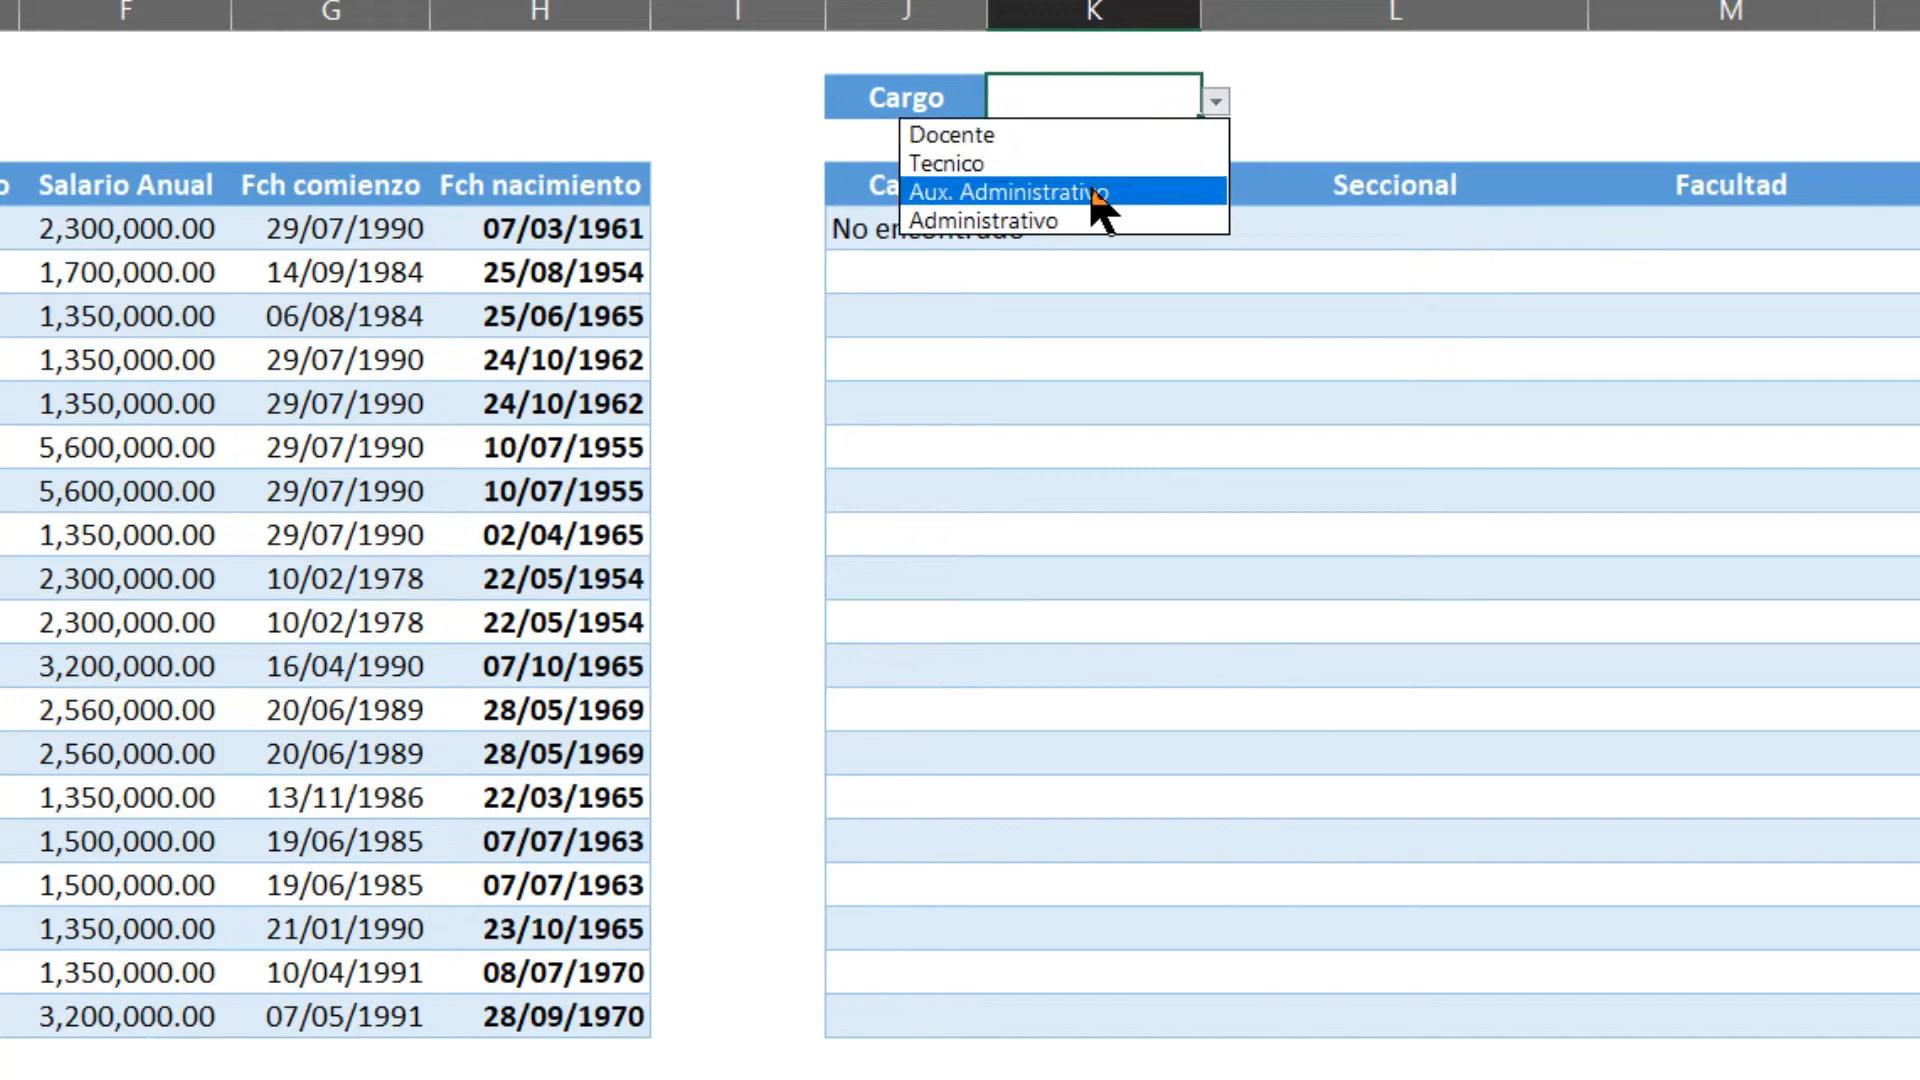 F G H I J K L M
Cargo
Docente
Tecnico
Aux. Administrativo
Administrativo
o Salario Anual Fch comienzo Fch nacimiento Ca Seccional Facultad
2,300,000.00 29/07/1990 07/03/1961 No encontrado
1,700,000.00 14/09/1984 25/08/1954
1,350,000.00 06/08/1984 25/06/1965
1,350,000.00 29/07/1990 24/10/1962
1,350,000.00 29/07/1990 24/10/1962
5,600,000.00 29/07/1990 10/07/1955
5,600,000.00 29/07/1990 10/07/1955
1,350,000.00 29/07/1990 02/04/1965
2,300,000.00 10/02/1978 22/05/1954
2,300,000.00 10/02/1978 22/05/1954
3,200,000.00 16/04/1990 07/10/1965
2,560,000.00 20/06/1989 28/05/1969
2,560,000.00 20/06/1989 28/05/1969
1,350,000.00 13/11/1986 22/03/1965
1,500,000.00 19/06/1985 07/07/1963
1,500,000.00 19/06/1985 07/07/1963
1,350,000.00 21/01/1990 23/10/1965
1,350,000.00 10/04/1991 08/07/1970
3,200,000.00 07/05/1991 28/09/1970